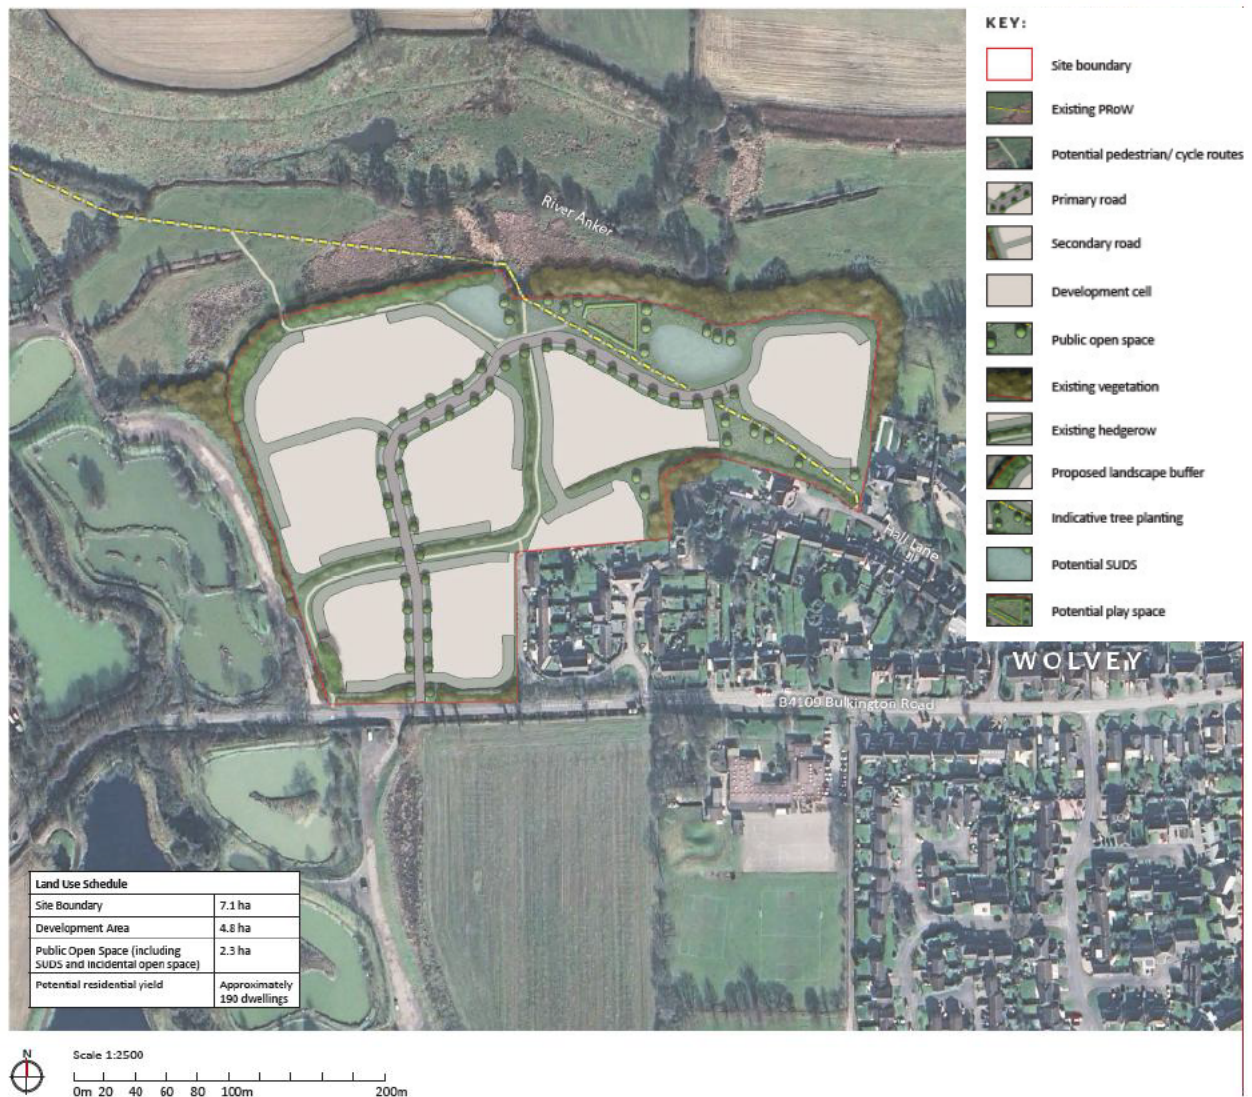 KEY:
Site boundary
Existing PRoW
Potential pedestrian/ cycle routes
Primary road
Secondary road
Development cell
Public open space
Existing vegetation
Existing hedgerow
Proposed landscape buffer
Indicative tree planting
Potential SUDS
Potential play space
River Anker
Hall Lane
WOLVEY
B4109 Bulkington Road
Land Use Schedule
Site Boundary 7.1 ha
Development Area 4.8 ha
Public Open Space (including
SUDS and incidental open space) 2.3 ha
Potential residential yield Approximately
190 dwellings
N
Scale 1:2500
0m 20 40 60 80 100m 200m